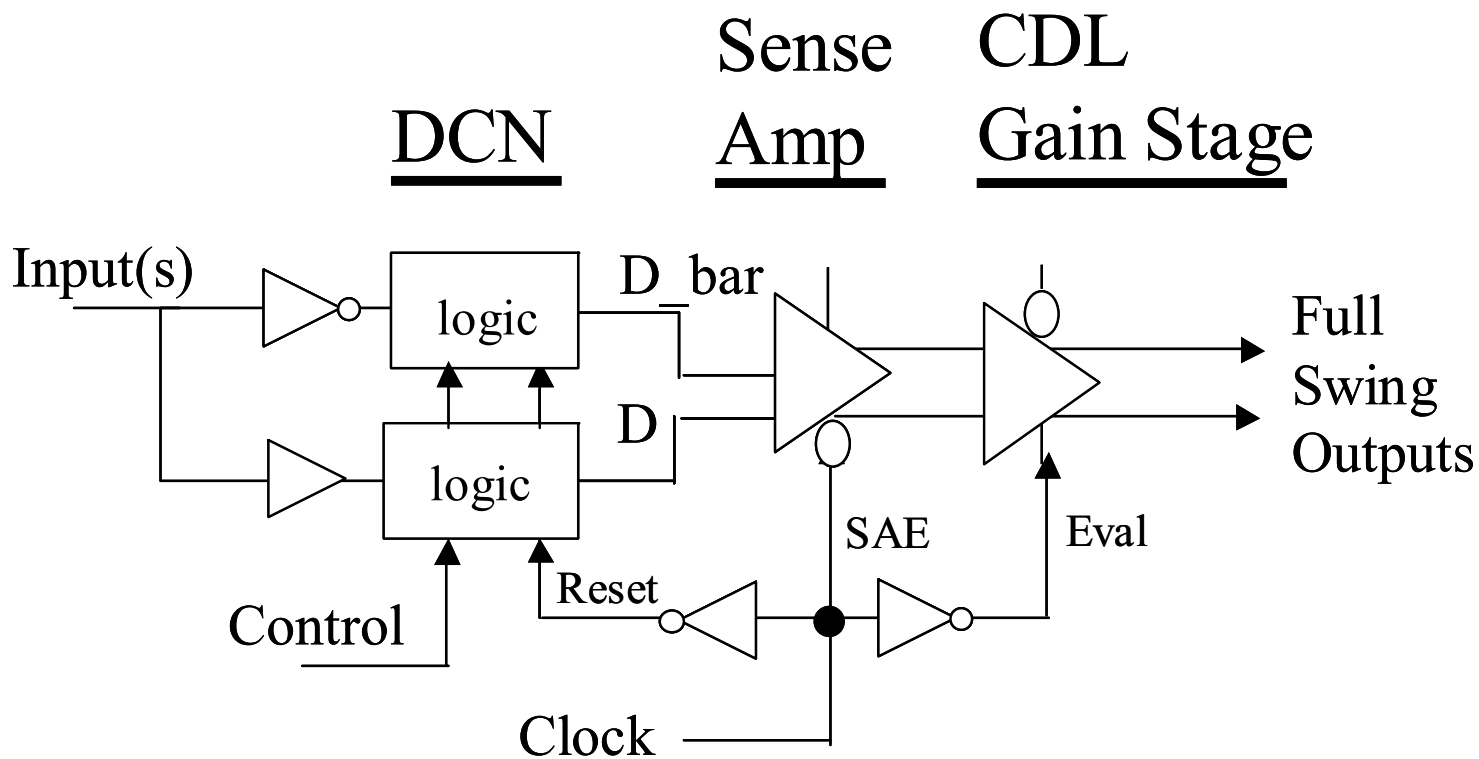 Sense
Amp
CDL
Gain Stage
DCN
Input(s)
logic
D_bar
Full
Swing
Outputs
D
logic
SAE
Eval
Reset
Control
Clock